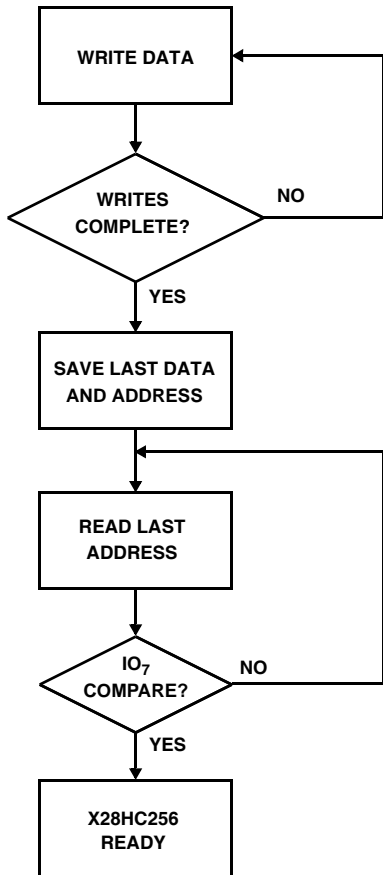 WRITE DATA
WRITES
COMPLETE?
NO
YES
SAVE LAST DATA
AND ADDRESS
READ LAST
ADDRESS
IO₇
COMPARE?
NO
YES
X28HC256
READY